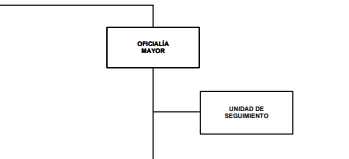 OFICIALÍA
MAYOR
UNIDAD DE
SEGUIMIENTO